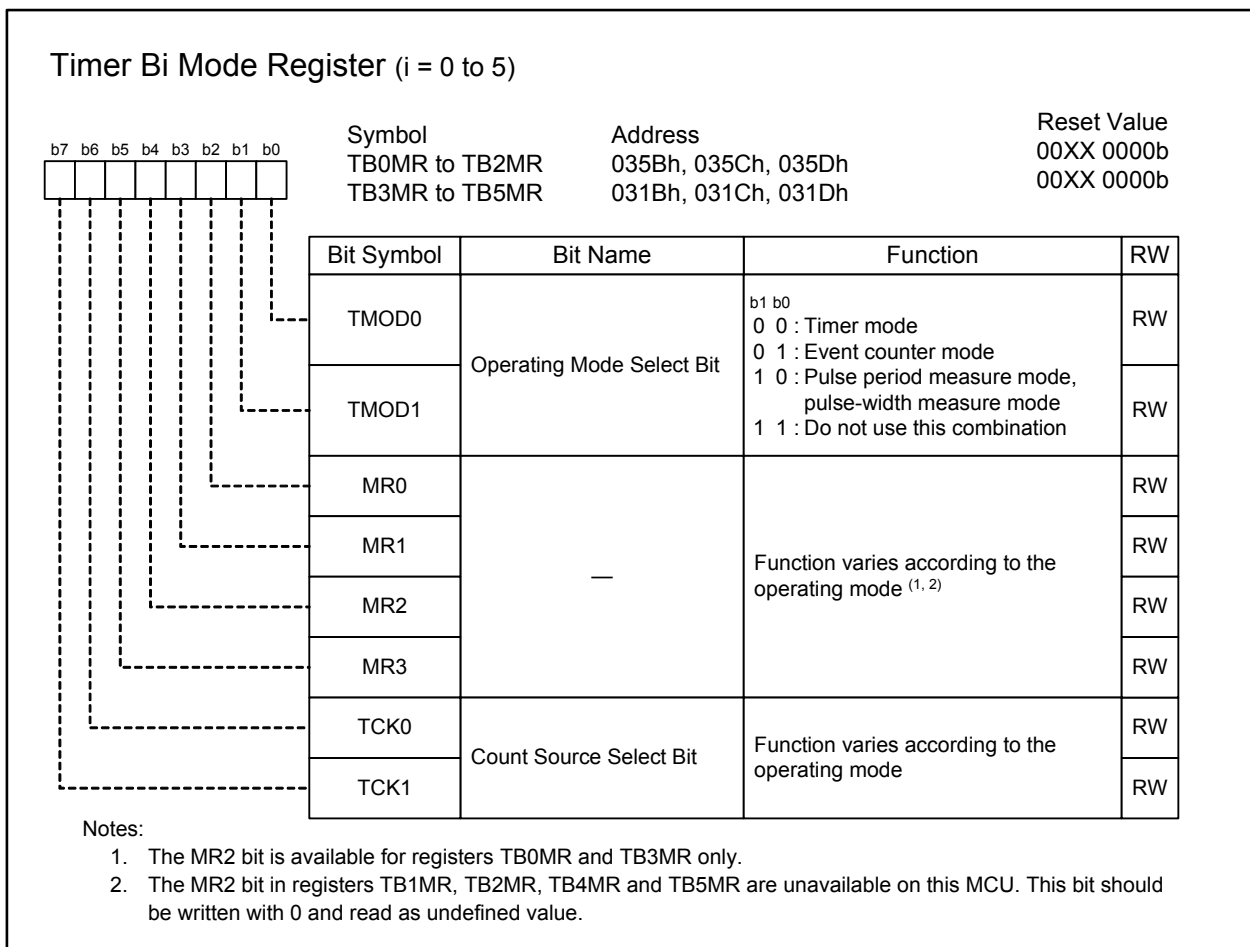 Timer Bi Mode Register (i = 0 to 5)
b7 b6 b5 b4 b3 b2 b1 b0
Symbol Address Reset Value
TB0MR to TB2MR 035Bh, 035Ch, 035Dh 00XX 0000b
TB3MR to TB5MR 031Bh, 031Ch, 031Dh 00XX 0000b
Bit Symbol Bit Name Function RW
TMOD0 Operating Mode Select Bit b1 b0
0 0 : Timer mode RW
0 1 : Event counter mode
1 0 : Pulse period measure mode,
pulse-width measure mode
TMOD1 RW
1 1 : Do not use this combination
MR0 RW
MR1 — Function varies according to the RW
operating mode (1, 2)
MR2 RW
MR3 RW
TCK0 Count Source Select Bit Function varies according to the RW
operating mode
TCK1 RW
Notes:
1. The MR2 bit is available for registers TB0MR and TB3MR only.
2. The MR2 bit in registers TB1MR, TB2MR, TB4MR and TB5MR are unavailable on this MCU. This bit should
be written with 0 and read as undefined value.